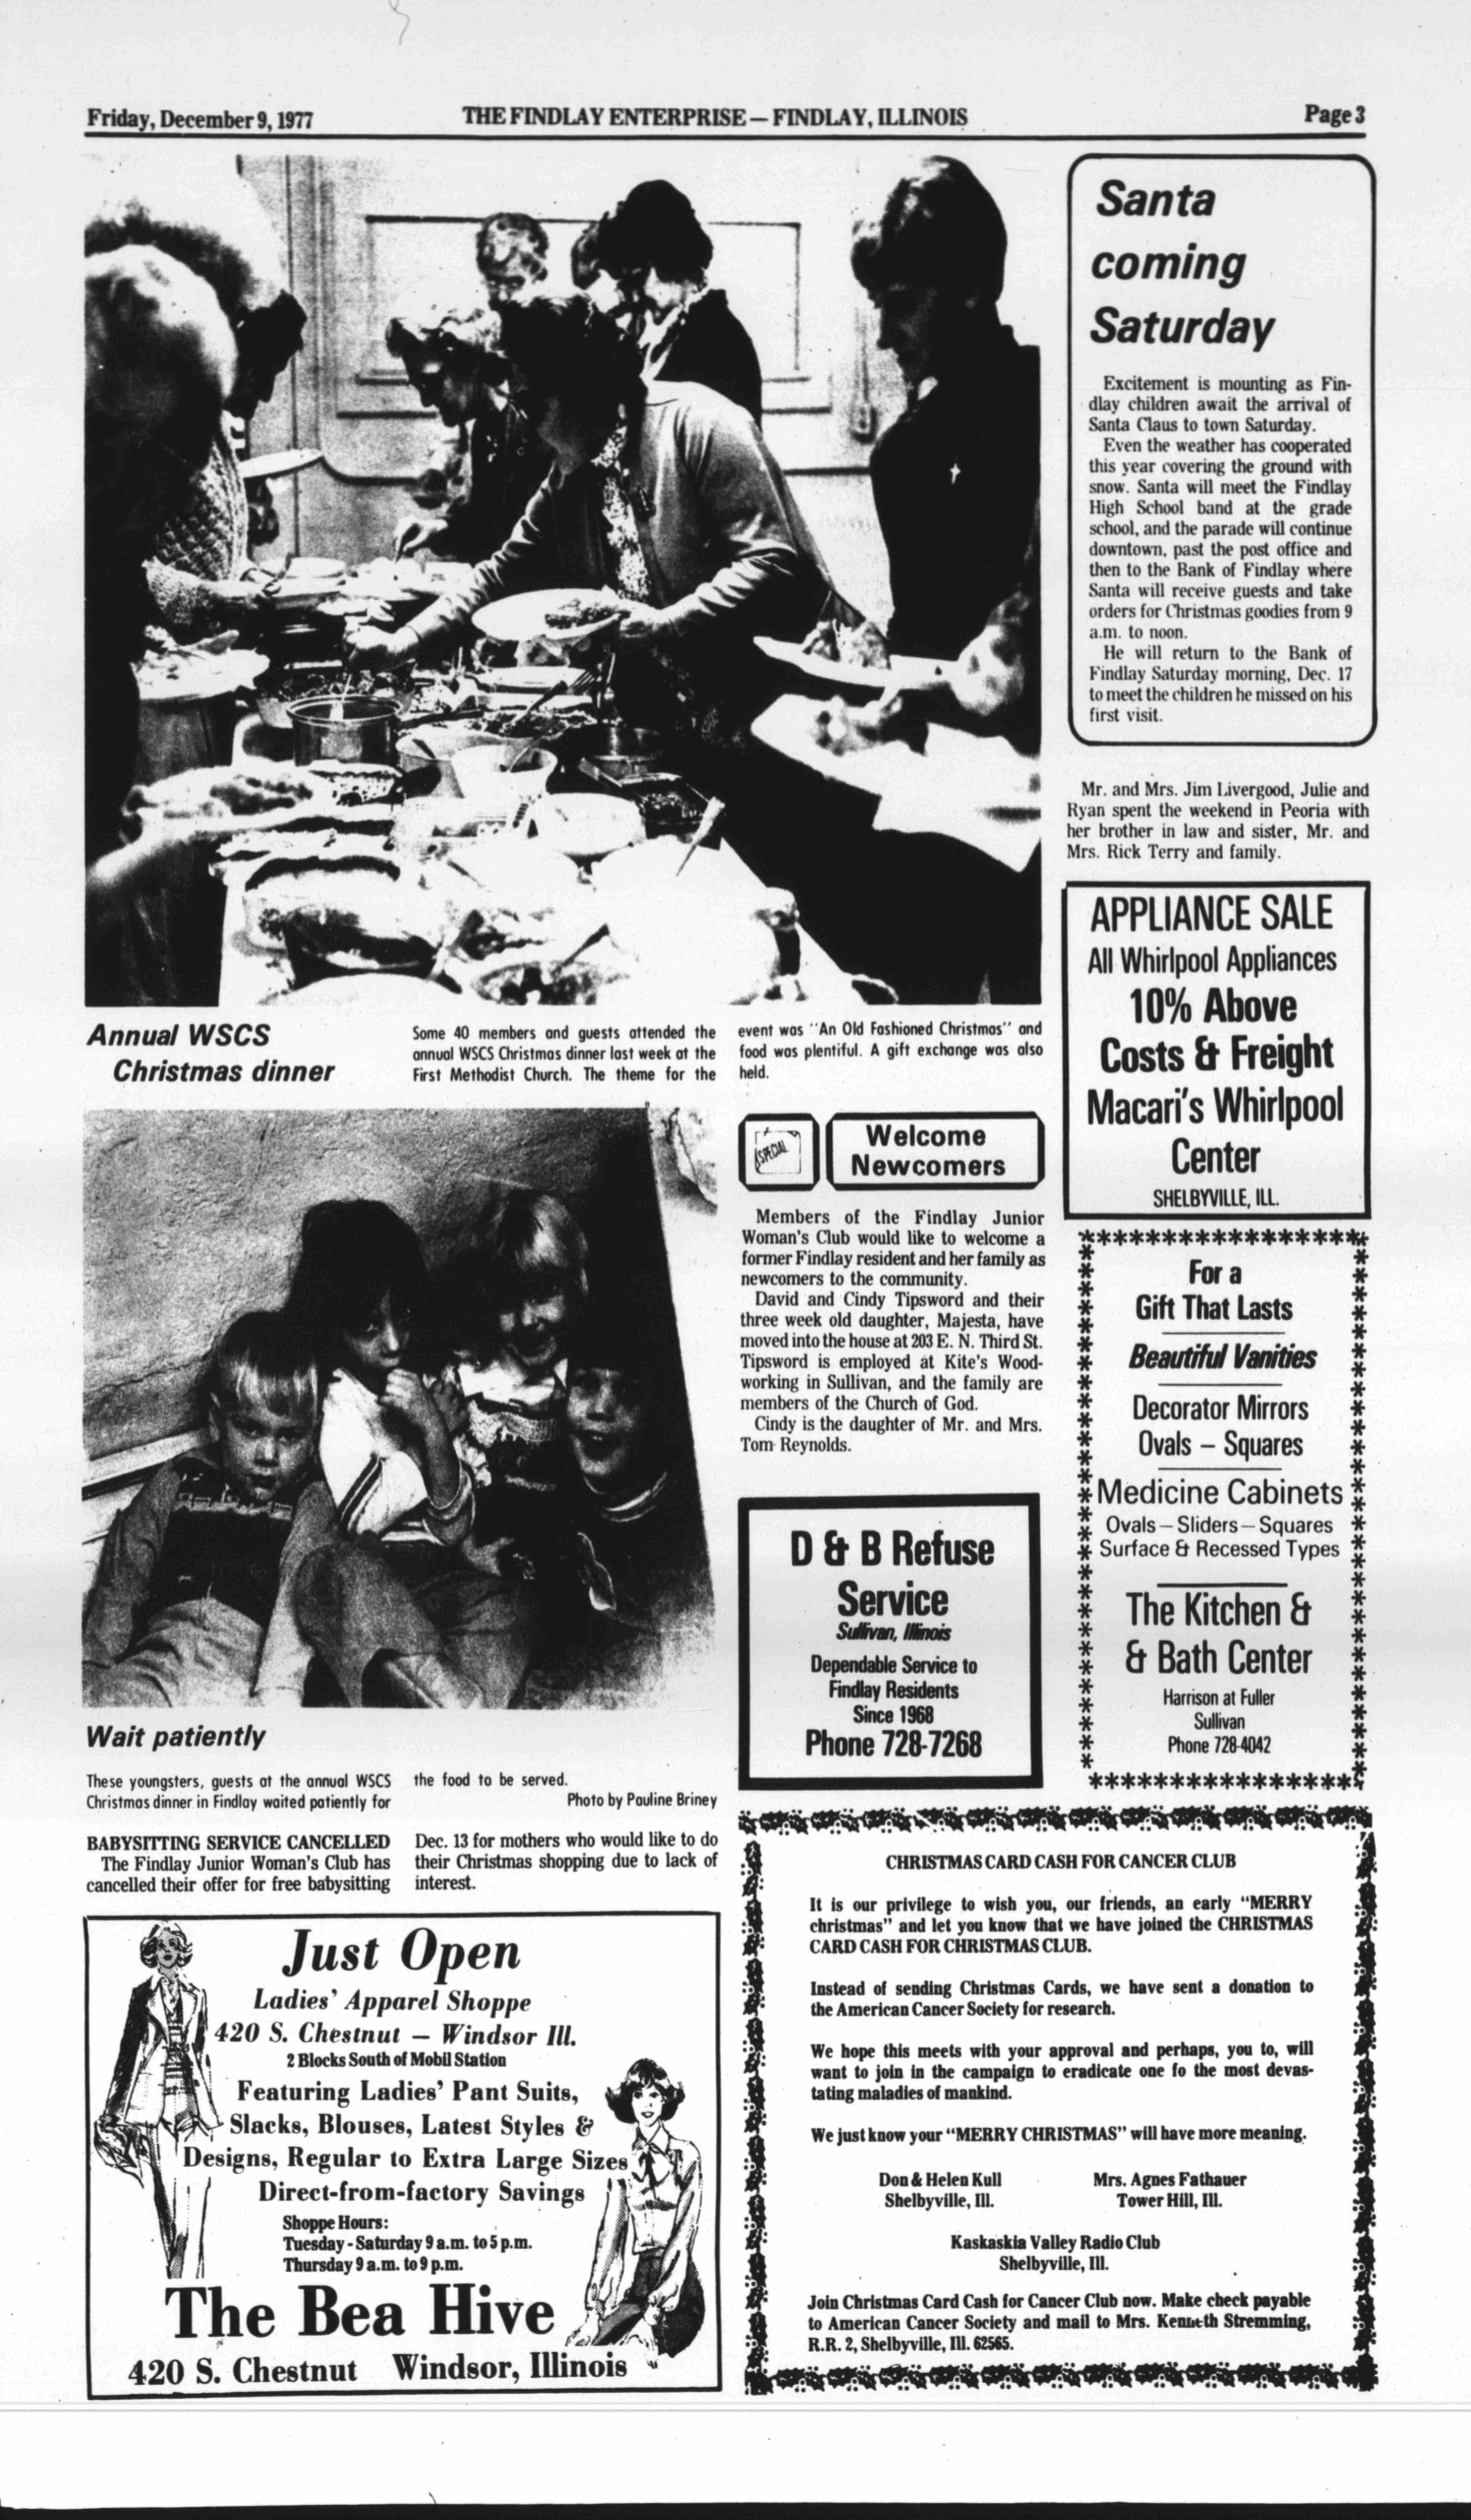 Friday, December 9, 1977
THE FINDLAY ENTERPRISE — FINDLAY, ILLINOIS
Page 3
Santa
coming
Saturday
Excitement is mounting as Fin-
dlay children await the arrival of
Santa Claus to town Saturday.
Even the weather has cooperated
this year covering the ground with
snow. Santa will meet the Findlay
High School band at the grade
school, and the parade will continue
downtown, past the post office and
then to the Bank of Findlay where
Santa will receive guests and take
orders for Christmas goodies from 9
a.m. to noon.
He will return to the Bank of
Findlay Saturday morning, Dec. 17
to meet the children he missed on his
first visit.
Mr. and Mrs. Jim Livergood, Julie and
Ryan spent the weekend in Peoria with
her brother in law and sister, Mr. and
Mrs. Rick Terry and family.
APPLIANCE SALE
All Whirlpool Appliances
10% Above
Costs & Freight
Macari's Whirlpool
Center
SHELBYVILLE, ILL.
Annual WSCS
Christmas dinner
Some 40 members and guests attended the
annual WSCS Christmas dinner last week at the
First Methodist Church. The theme for the
event was "An Old Fashioned Christmas" and
food was plentiful. A gift exchange was also
held.
SPECIAL
Welcome
Newcomers
Members of the Findlay Junior
Woman's Club would like to welcome a
former Findlay resident and her family as
newcomers to the community.
David and Cindy Tipsword and their
three week old daughter, Majesta, have
moved into the house at 203 E. N. Third St.
Tipsword is employed at Kite's Wood-
working in Sullivan, and the family are
members of the Church of God.
Cindy is the daughter of Mr. and Mrs.
Tom Reynolds.
D & B Refuse
Service
Sullivan, Illinois
Dependable Service to
Findlay Residents
Since 1968
Phone 728-7268
For a
Gift That Lasts
Beautiful Vanities
Decorator Mirrors
Ovals – Squares
Medicine Cabinets
Ovals – Sliders – Squares
Surface & Recessed Types
The Kitchen &
& Bath Center
Harrison at Fuller
Sullivan
Phone 728-4042
Wait patiently
These youngsters, guests at the annual WSCS
Christmas dinner in Findlay waited patiently for
the food to be served.
Photo by Pauline Briney
BABYSITTING SERVICE CANCELLED
The Findlay Junior Woman's Club has
cancelled their offer for free babysitting
Dec. 13 for mothers who would like to do
their Christmas shopping due to lack of
interest.
Just Open
Ladies' Apparel Shoppe
420 S. Chestnut — Windsor Ill.
2 Blocks South of Mobil Station
Featuring Ladies' Pant Suits,
Slacks, Blouses, Latest Styles &
Designs, Regular to Extra Large Sizes
Direct-from-factory Savings
Shoppe Hours:
Tuesday - Saturday 9 a.m. to 5 p.m.
Thursday 9 a.m. to 9 p.m.
The Bea Hive
420 S. Chestnut Windsor, Illinois
CHRISTMAS CARD CASH FOR CANCER CLUB
It is our privilege to wish you, our friends, an early "MERRY
christmas" and let you know that we have joined the CHRISTMAS
CARD CASH FOR CHRISTMAS CLUB.
Instead of sending Christmas Cards, we have sent a donation to
the American Cancer Society for research.
We hope this meets with your approval and perhaps, you to, will
want to join in the campaign to eradicate one fo the most devas-
tating maladies of mankind.
We just know your "MERRY CHRISTMAS" will have more meaning.
Don & Helen Kull
Shelbyville, Ill.
Mrs. Agnes Fathauer
Tower Hill, Ill.
Kaskaskia Valley Radio Club
Shelbyville, Ill.
Join Christmas Card Cash for Cancer Club now. Make check payable
to American Cancer Society and mail to Mrs. Kenneth Stremming,
R.R. 2, Shelbyville, Ill. 62565.